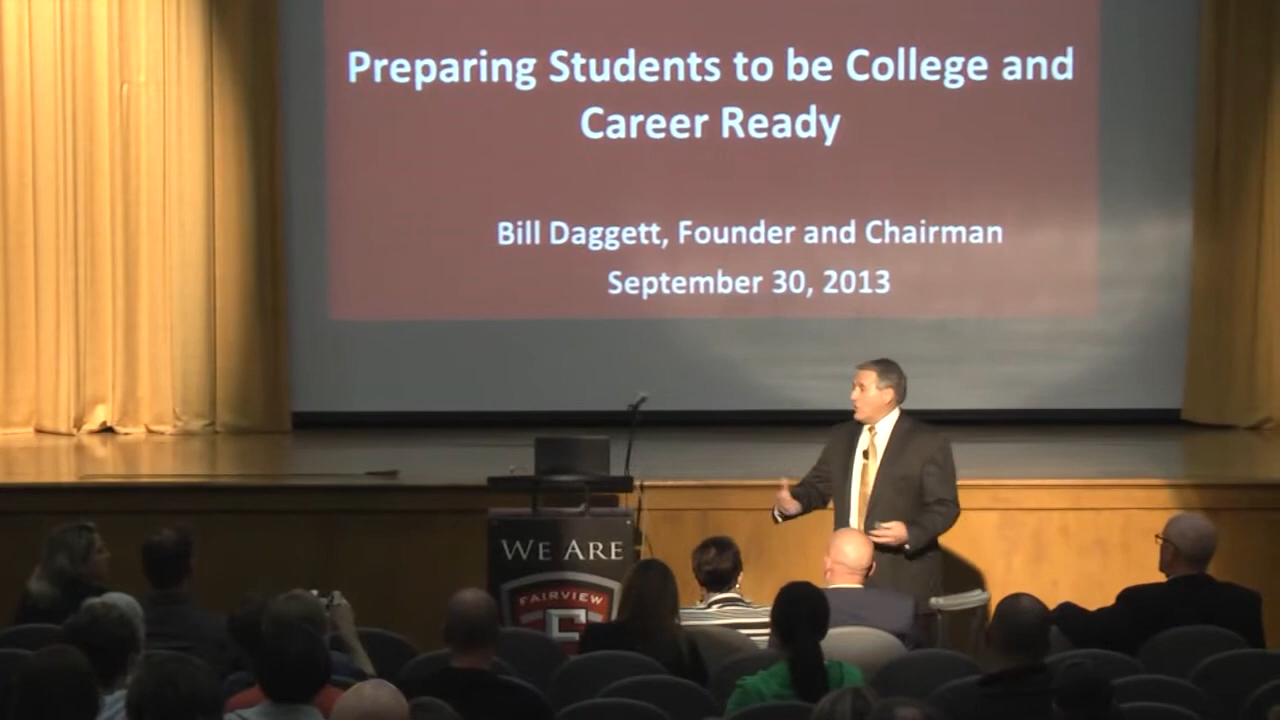 Preparing Students to be College and
Career Ready
Bill Daggett, Founder and Chairman
September 30, 2013
WE ARE
FAIRVIEW
F